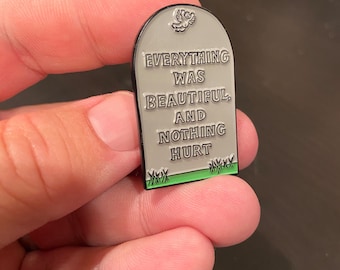 EVERYTHING
WAS
BEAUTIFUL,
AND
NOTHING
HURT